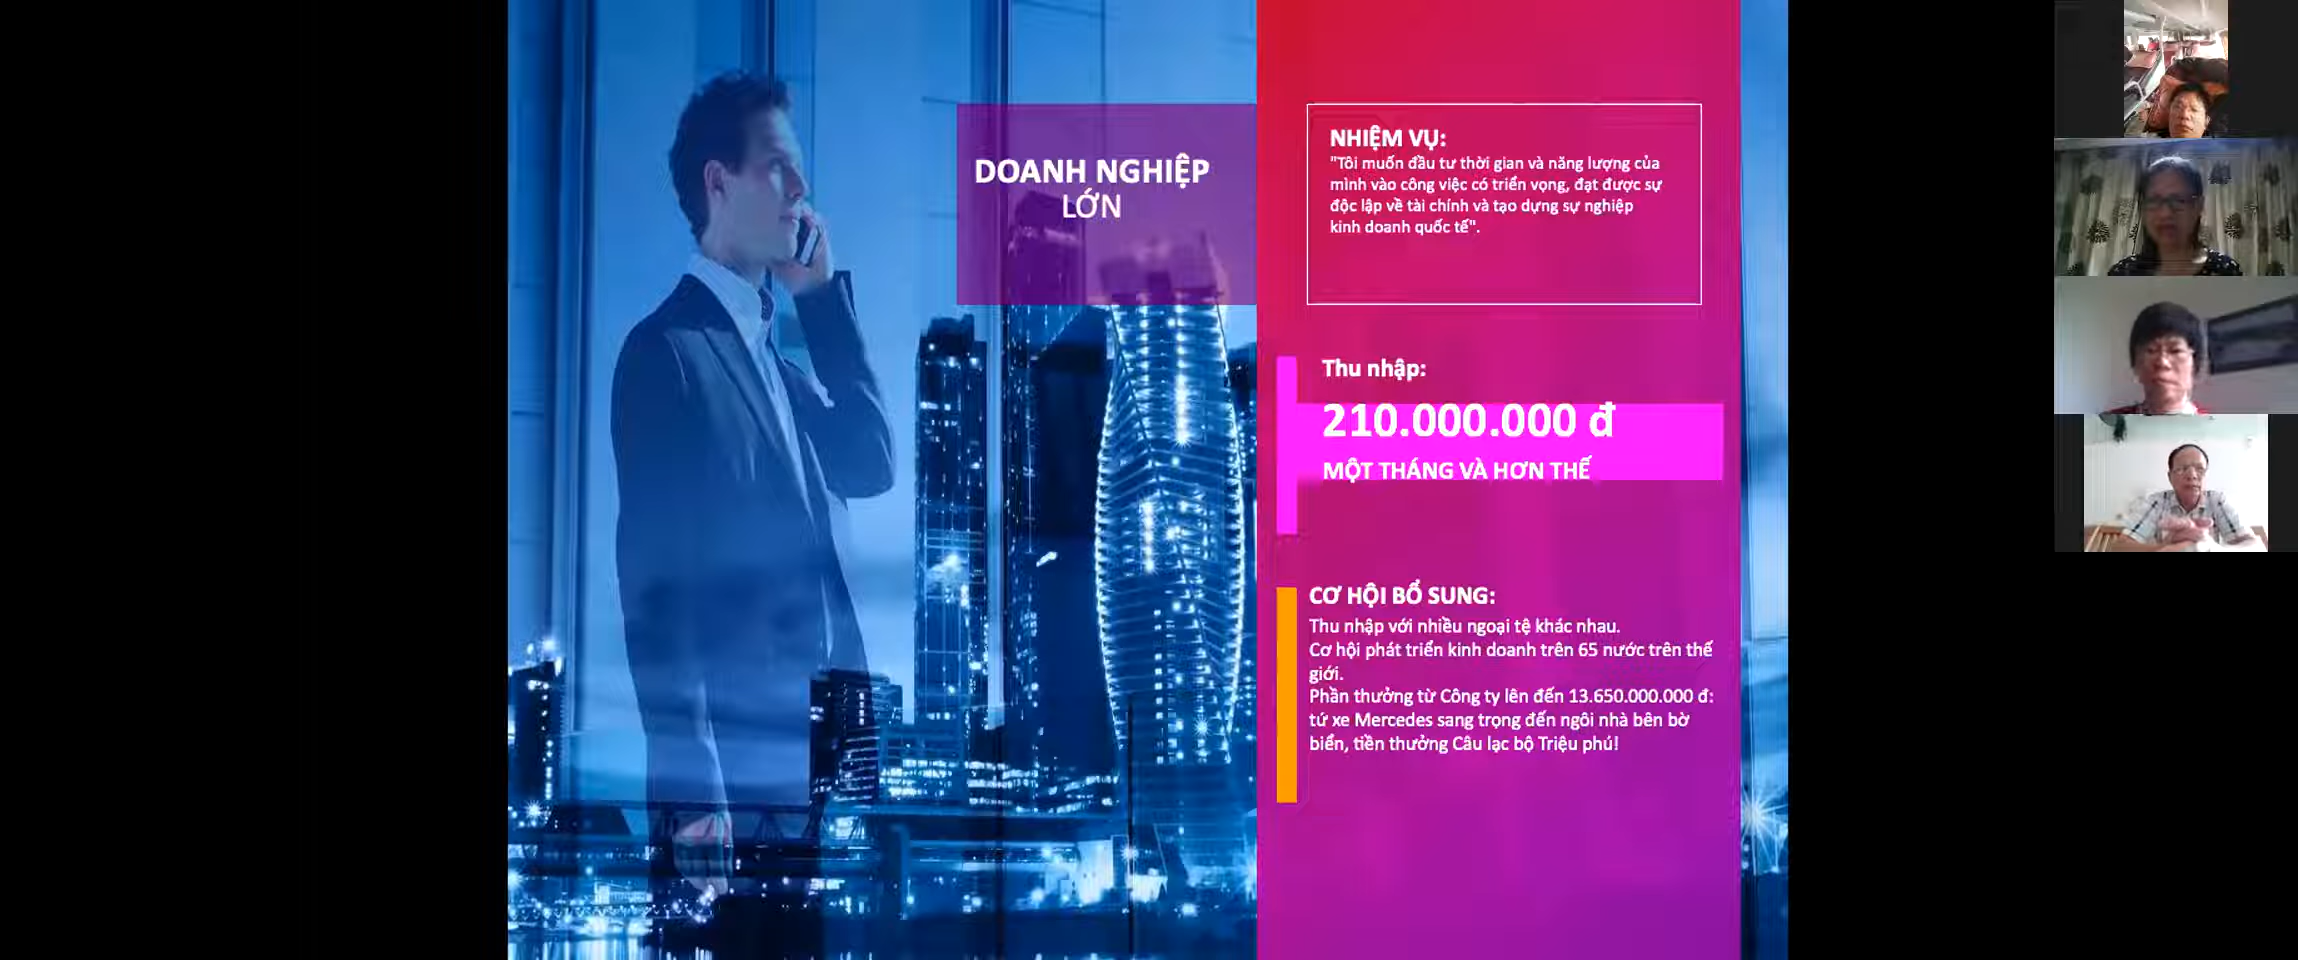 DOANH NGHIỆP
LỚN
NHIỆM VỤ:
"Tôi muốn đầu tư thời gian và năng lượng của
mình vào công việc có triển vọng, đạt được sự
độc lập về tài chính và tạo dựng sự nghiệp
kinh doanh quốc tế".
Thu nhập:
210.000.000 đ
MỘT THÁNG VÀ HƠN THẾ
CƠ HỘI BỔ SUNG:
Thu nhập với nhiều ngoại tệ khác nhau.
Cơ hội phát triển kinh doanh trên 65 nước trên thế
giới.
Phần thưởng từ Công ty lên đến 13.650.000.000 đ:
tứ xe Mercedes sang trọng đến ngôi nhà bên bờ
biển, tiền thưởng Câu lạc bộ Triệu phú!